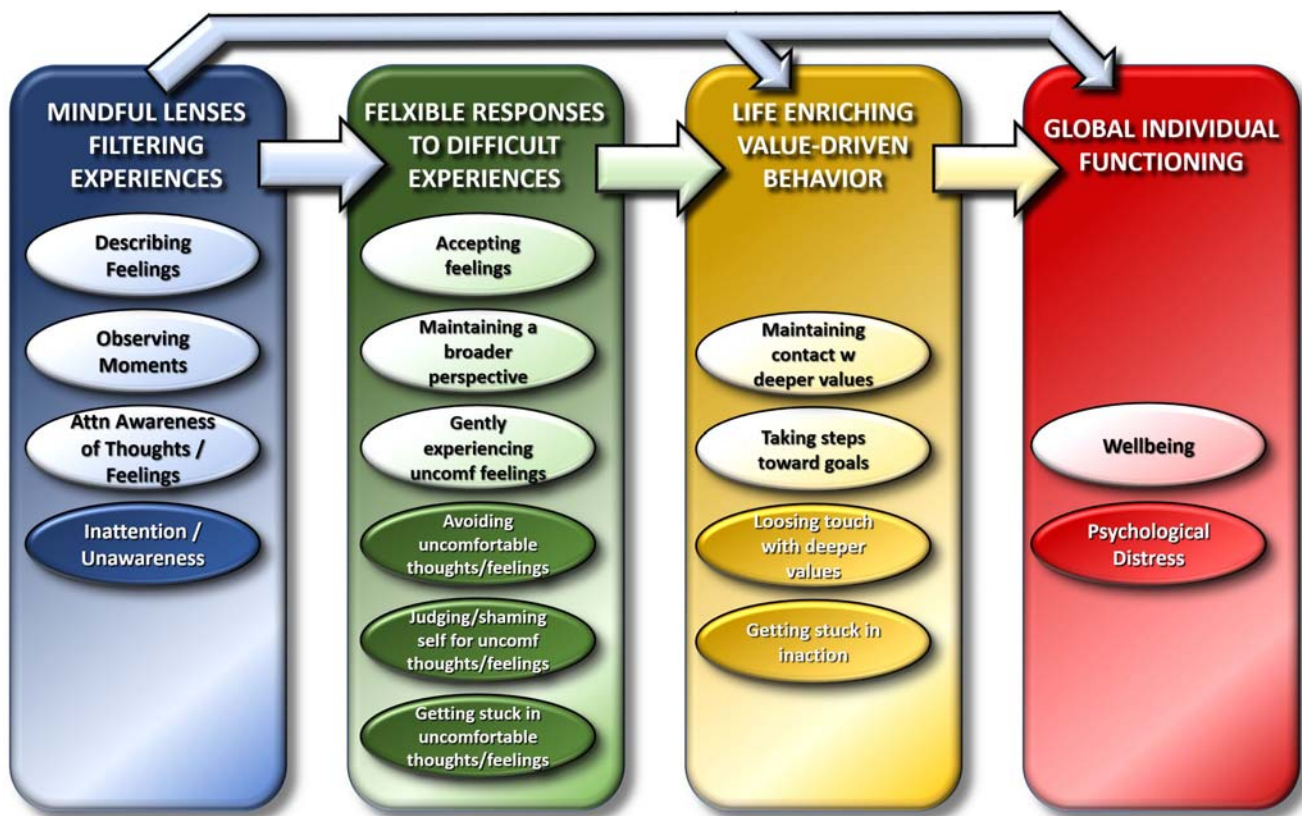 MINDFUL LENSES
FILTERING
EXPERIENCES
Describing
Feelings
Observing
Moments
Attn Awareness
of Thoughts /
Feelings
Inattention /
Unawareness
FELXIBLE RESPONSES
TO DIFFICULT
EXPERIENCES
Accepting
feelings
Maintaining a
broader
perspective
Gently
experiencing
uncomf feelings
Avoiding
uncomfortable
thoughts/feelings
Judging/shaming
self for uncomf
thoughts/feelings
Getting stuck in
uncomfortable
thoughts/feelings
LIFE ENRICHING
VALUE-DRIVEN
BEHAVIOR
Maintaining
contact w
deeper values
Taking steps
toward goals
Loosing touch
with deeper
values
Getting stuck in
inaction
GLOBAL INDIVIDUAL
FUNCTIONING
Wellbeing
Psychological
Distress